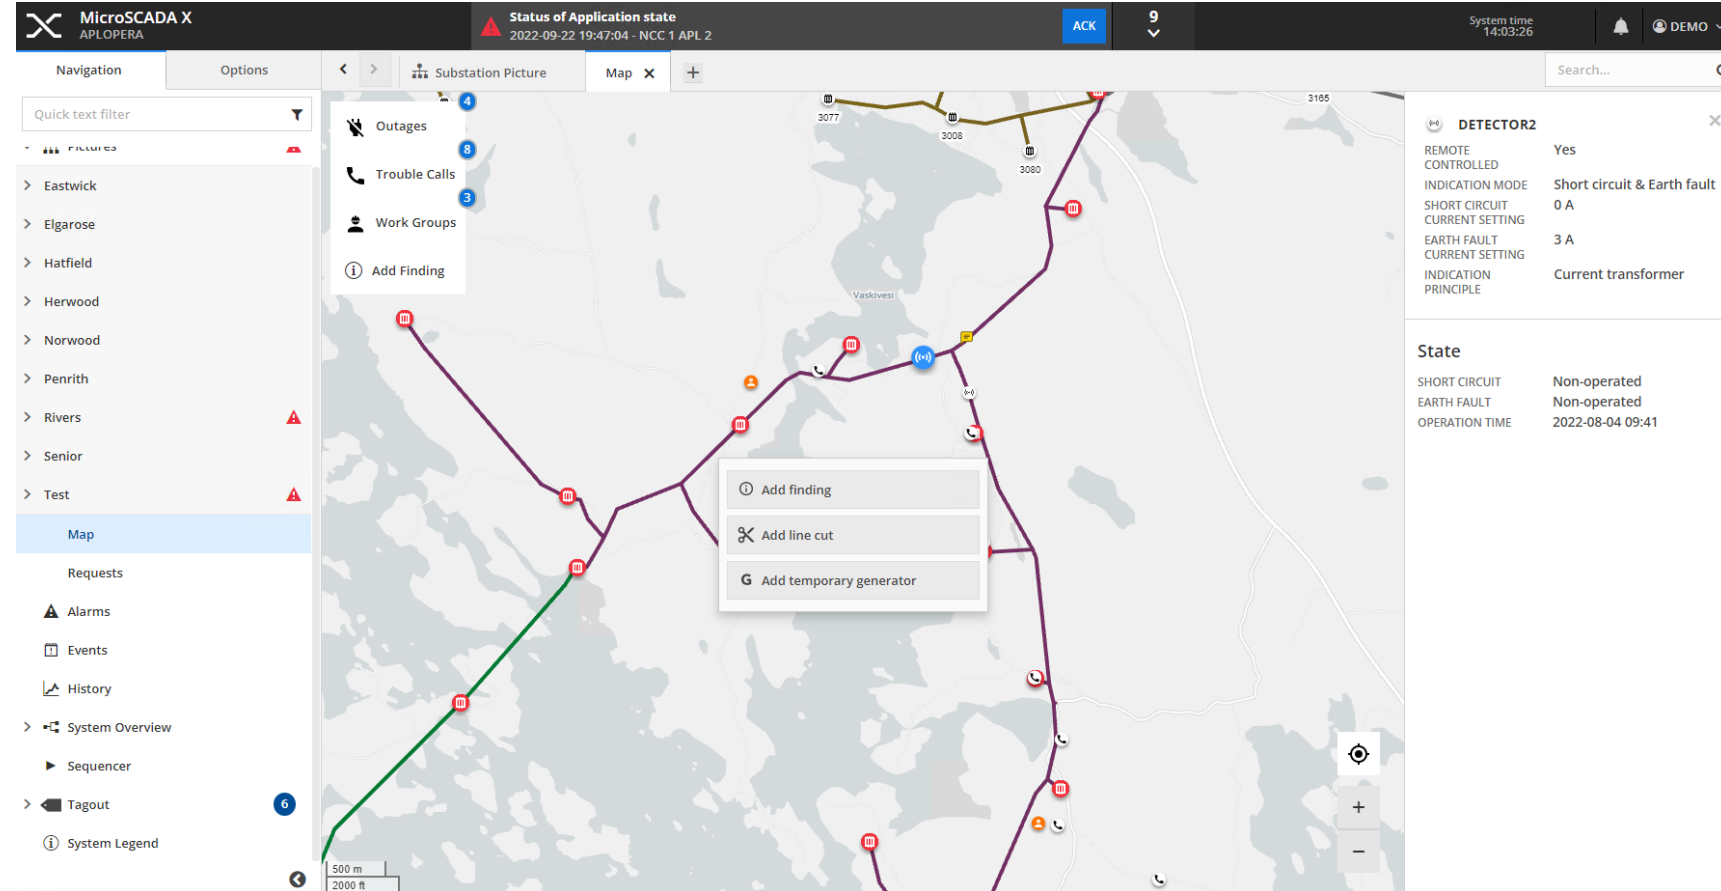 MicroSCADA X
APLOPERA
Status of Application state
2022-09-22 19:47:04 - NCC 1 APL 2
ACK
9
System time
14:03:26
DEMO
Navigation
Options
Substation Picture
Map
Search...
Quick text filter
Pictures
Eastwick
Elgarose
Hatfield
Herwood
Norwood
Penrith
Rivers
Senior
Test
Map
Requests
Alarms
Events
History
System Overview
Sequencer
Tagout
6
System Legend
4
Outages
8
Trouble Calls
3
Work Groups
Add Finding
3077
3008
3080
3165
Vaskivesi
Add finding
Add line cut
G Add temporary generator
500 m
2000 ft
+
−
DETECTOR2
REMOTE CONTROLLED Yes
INDICATION MODE Short circuit & Earth fault
SHORT CIRCUIT CURRENT SETTING 0 A
EARTH FAULT CURRENT SETTING 3 A
INDICATION PRINCIPLE Current transformer
State
SHORT CIRCUIT Non-operated
EARTH FAULT Non-operated
OPERATION TIME 2022-08-04 09:41